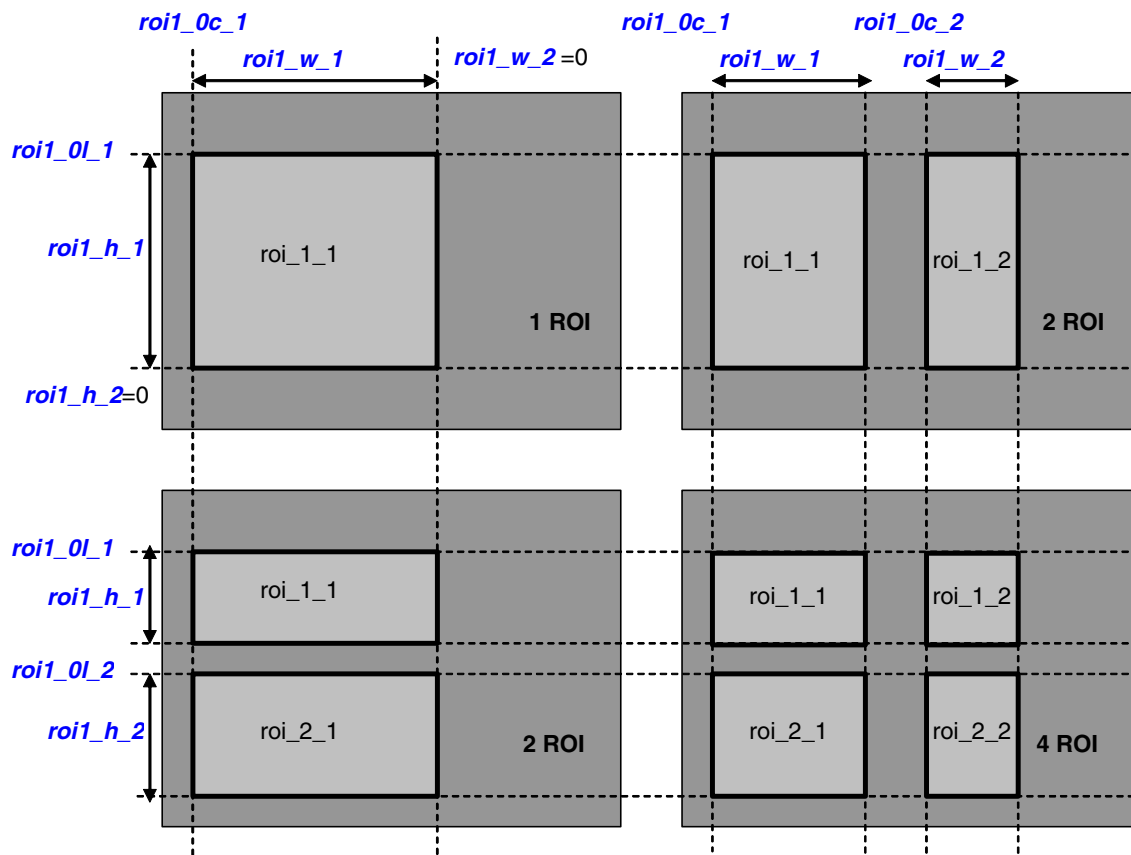 roi1_0c_1
roi1_0c_1
roi1_0c_2
roi1_w_1
roi1_w_2 =0
roi1_w_1
roi1_w_2
roi1_0l_1
roi1_h_1
roi_1_1
roi_1_1
roi_1_2
1 ROI
2 ROI
roi1_h_2=0
roi1_0l_1
roi1_h_1
roi_1_1
roi_1_1
roi_1_2
roi1_0l_2
roi1_h_2
roi_2_1
2 ROI
roi_2_1
roi_2_2
4 ROI